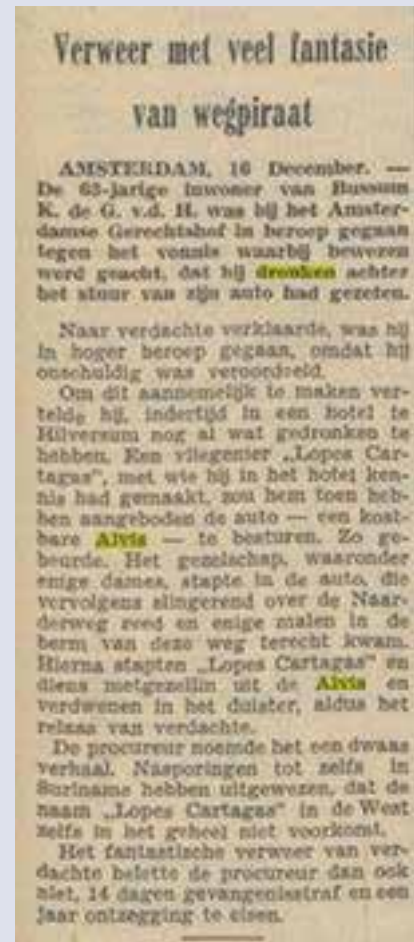 Verweer met veel fantasie
van wegpiraat
AMSTERDAM, 16 December. —
De 63-jarige inwoner van Bussum
K. de G. v.d. H. was bij het Amster-
damse Gerechtshof in beroep gegaan
tegen het vonnis waarbij bewezen
werd geacht, dat hij dronken achter
het stuur van zijn auto had gezeten.
Naar verdachte verklaarde, was hij
in hoger beroep gegaan, omdat hij
onschuldig was veroordeeld.
Om dit aannemelijk te maken ver-
telde hij, indertijd in een hotel te
Hilversum nog al wat gedronken te
hebben. Een vliegenier „Lopes Car-
tagas", met wie hij in het hotel ken-
nis had gemaakt, zou hem toen heb-
ben aangeboden de auto — een kost-
bare Alvis — te besturen. Zo ge-
beurde. Het gezelschap, waaronder
enige dames, stapte in de auto, die
vervolgens slingerend over de Naar-
derweg reed en enige malen in de
berm van deze weg terecht kwam.
Hierna stapten „Lopes Cartagas" en
diens metgezellin uit de Alvis en
verdwenen in het duister, aldus het
relaas van verdachte.
De procureur noemde het een dwaas
verhaal. Nasporingen tot zelfs in
Suriname hebben uitgewezen, dat de
naam „Lopes Cartagas" in de West
zelfs in het geheel niet voorkomt.
Het fantastische verweer van ver-
dachte belette de procureur dan ook
niet, 14 dagen gevangenisstraf en een
jaar ontzegging te eisen.